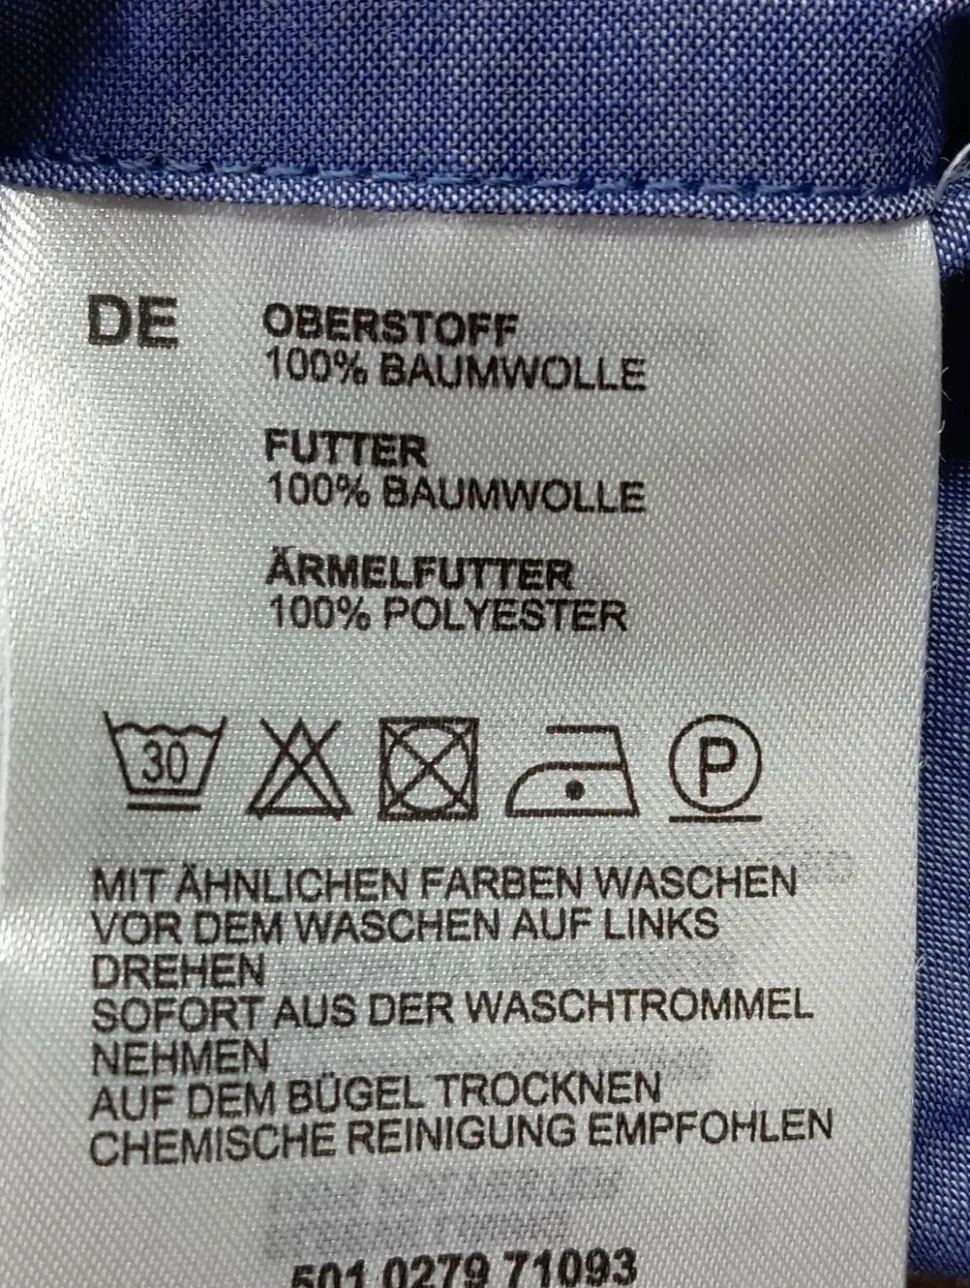 DE OBERSTOFF
100% BAUMWOLLE
FUTTER
100% BAUMWOLLE
ÄRMELFUTTER
100% POLYESTER
30 P
MIT ÄHNLICHEN FARBEN WASCHEN
VOR DEM WASCHEN AUF LINKS
DREHEN
SOFORT AUS DER WASCHTROMMEL
NEHMEN
AUF DEM BÜGEL TROCKNEN
CHEMISCHE REINIGUNG EMPFOHLEN
501 0279 71093